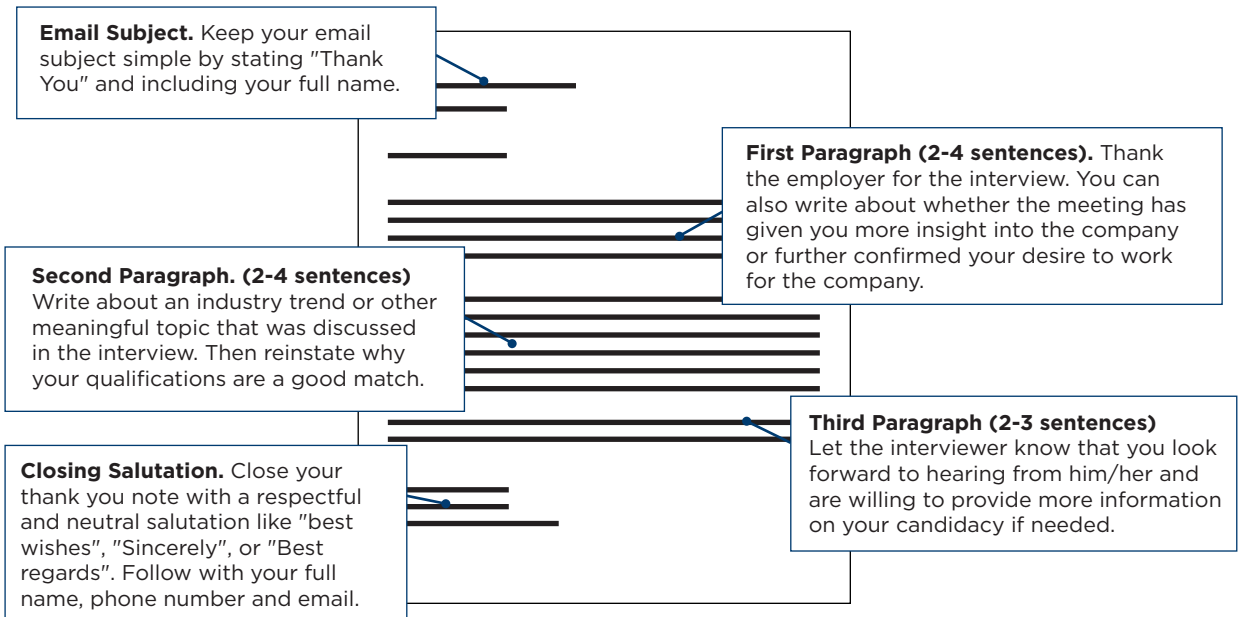 Email Subject. Keep your email
subject simple by stating "Thank
You" and including your full name.
First Paragraph (2-4 sentences). Thank
the employer for the interview. You can
also write about whether the meeting has
given you more insight into the company
or further confirmed your desire to work
for the company.
Second Paragraph. (2-4 sentences)
Write about an industry trend or other
meaningful topic that was discussed
in the interview. Then reinstate why
your qualifications are a good match.
Third Paragraph (2-3 sentences)
Let the interviewer know that you look
forward to hearing from him/her and
are willing to provide more information
on your candidacy if needed.
Closing Salutation. Close your
thank you note with a respectful
and neutral salutation like "best
wishes", "Sincerely", or "Best
regards". Follow with your full
name, phone number and email.